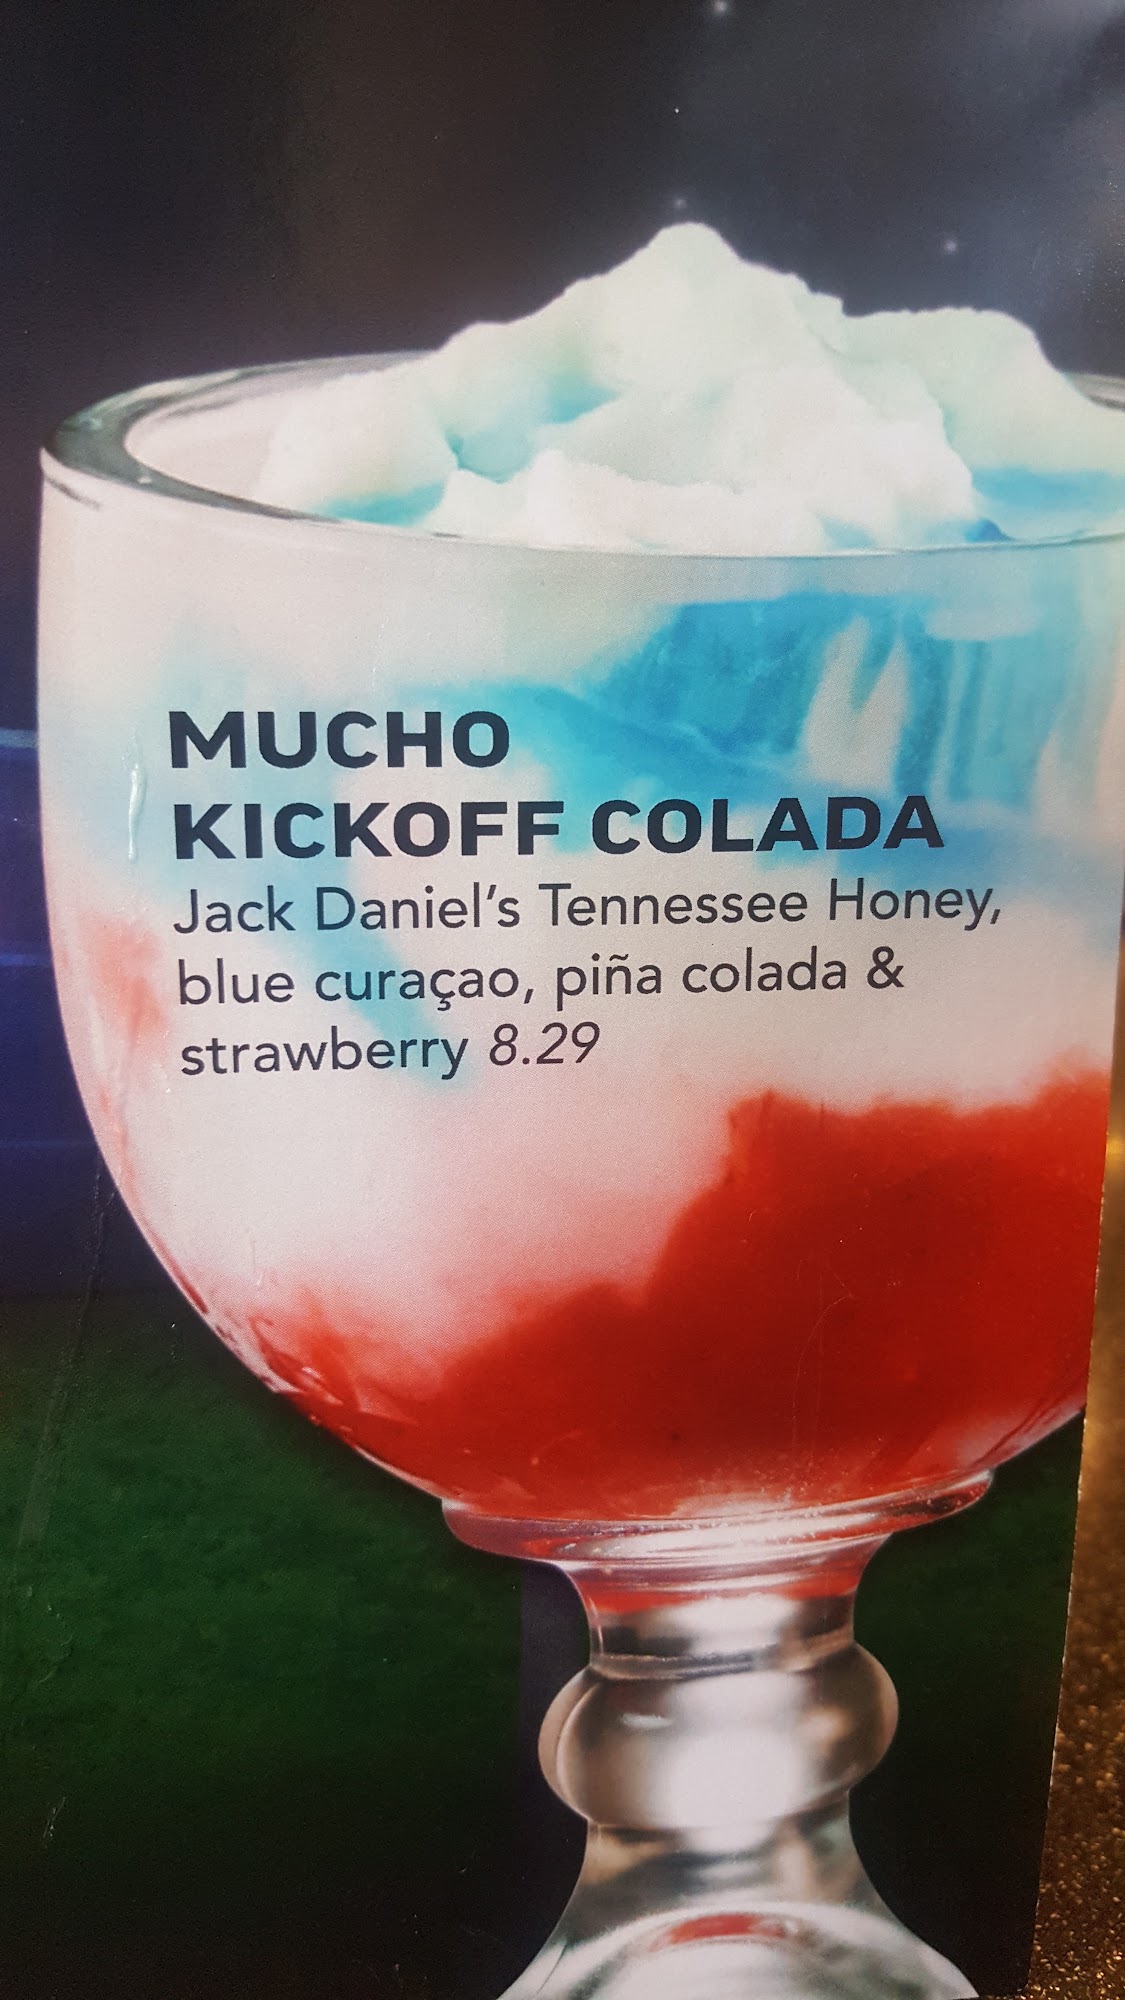 MUCHO
KICKOFF COLADA
Jack Daniel's Tennessee Honey,
blue curaçao, piña colada &
strawberry 8.29